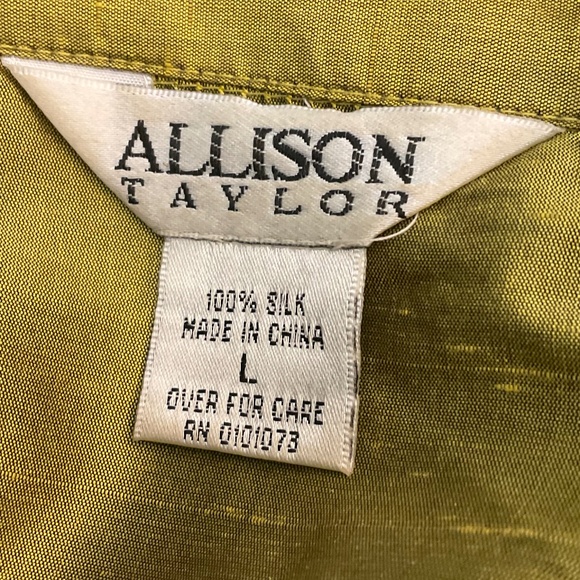 ALLISON
TAYLOR
100% SILK
MADE IN CHINA
L
OVER FOR CARE
RN 0101073